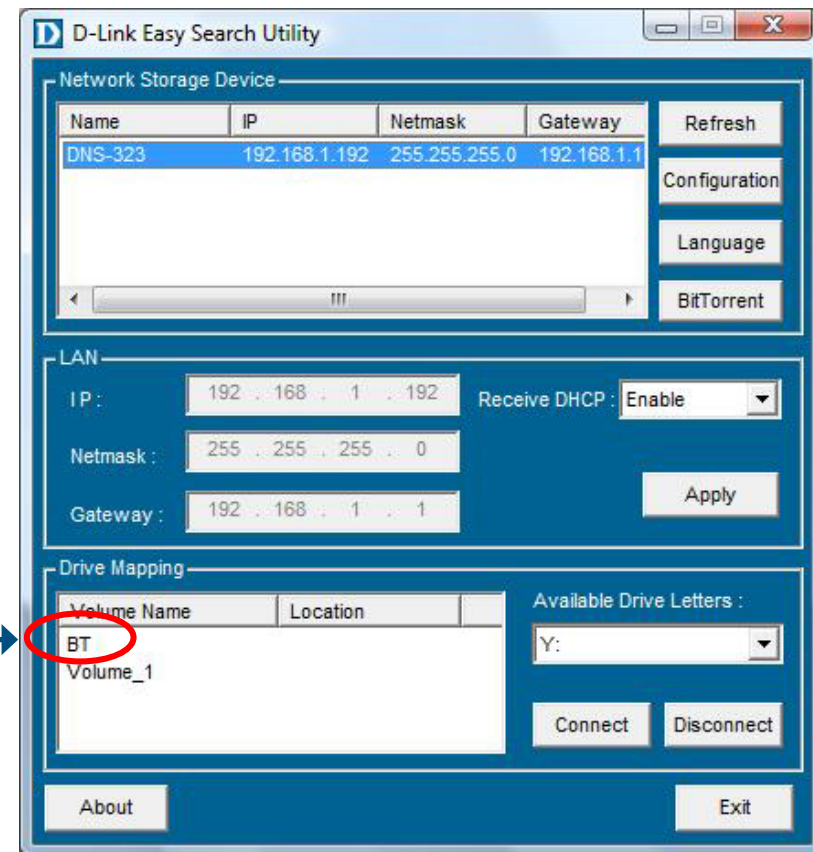 D-Link Easy Search Utility
Network Storage Device
Name IP Netmask Gateway
DNS-323 192.168.1.192 255.255.255.0 192.168.1.1
Refresh
Configuration
Language
BitTorrent
LAN
IP : 192 . 168 . 1 . 192 Receive DHCP : Enable
Netmask : 255 . 255 . 255 . 0
Gateway : 192 . 168 . 1 . 1
Apply
Drive Mapping
Volume Name Location
BT
Volume_1
Available Drive Letters :
Y:
Connect Disconnect
About Exit